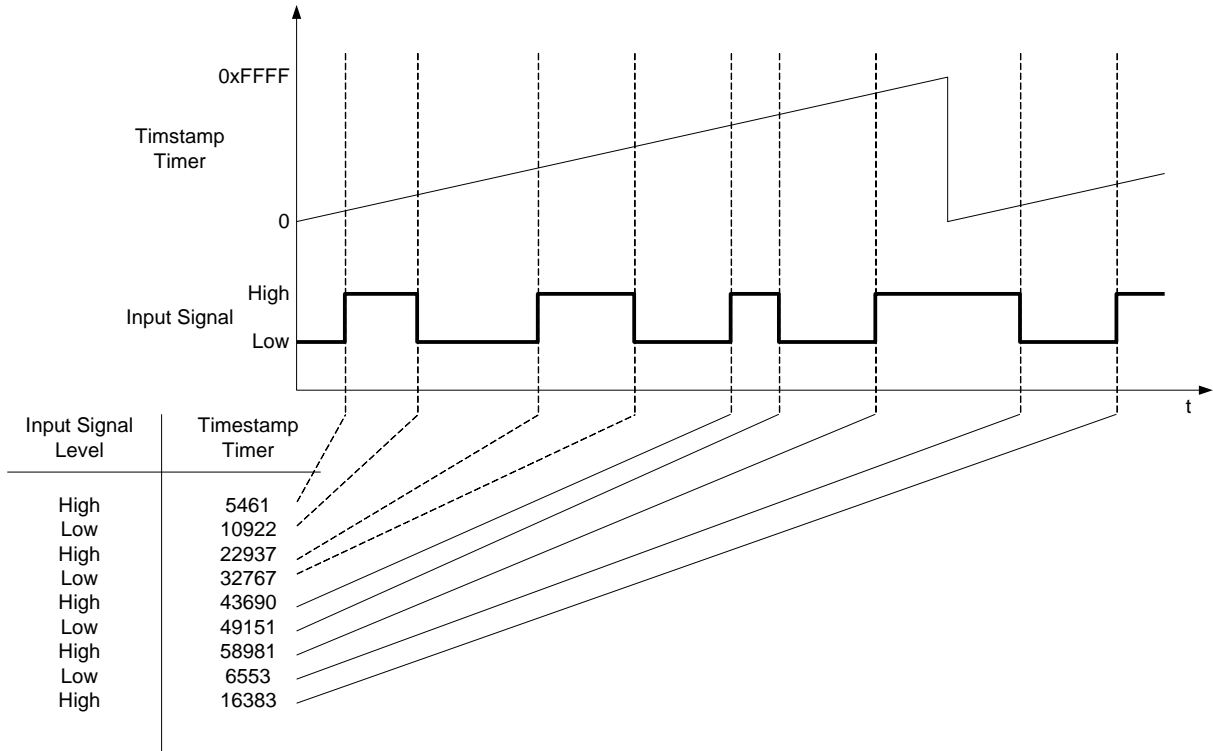 0xFFFF
Timstamp
Timer
0
High
Input Signal
Low
t
Input Signal
Level
Timestamp
Timer
High 5461
Low 10922
High 22937
Low 32767
High 43690
Low 49151
High 58981
Low 6553
High 16383